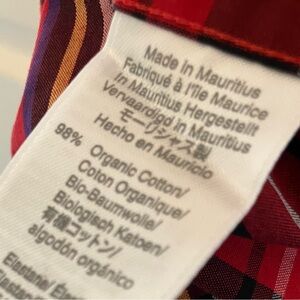 Made in Mauritius
Fabriqué à l'île Maurice
In Mauritius Hergestellt
Vervaardigd in Mauritius
モーリシャス製
Hecho en Mauricio
98% Organic Cotton/
Coton Organique/
Bio-Baumwolle/
Biologisch Katoen/
有機コットン/
algodón orgánico
Elastane/